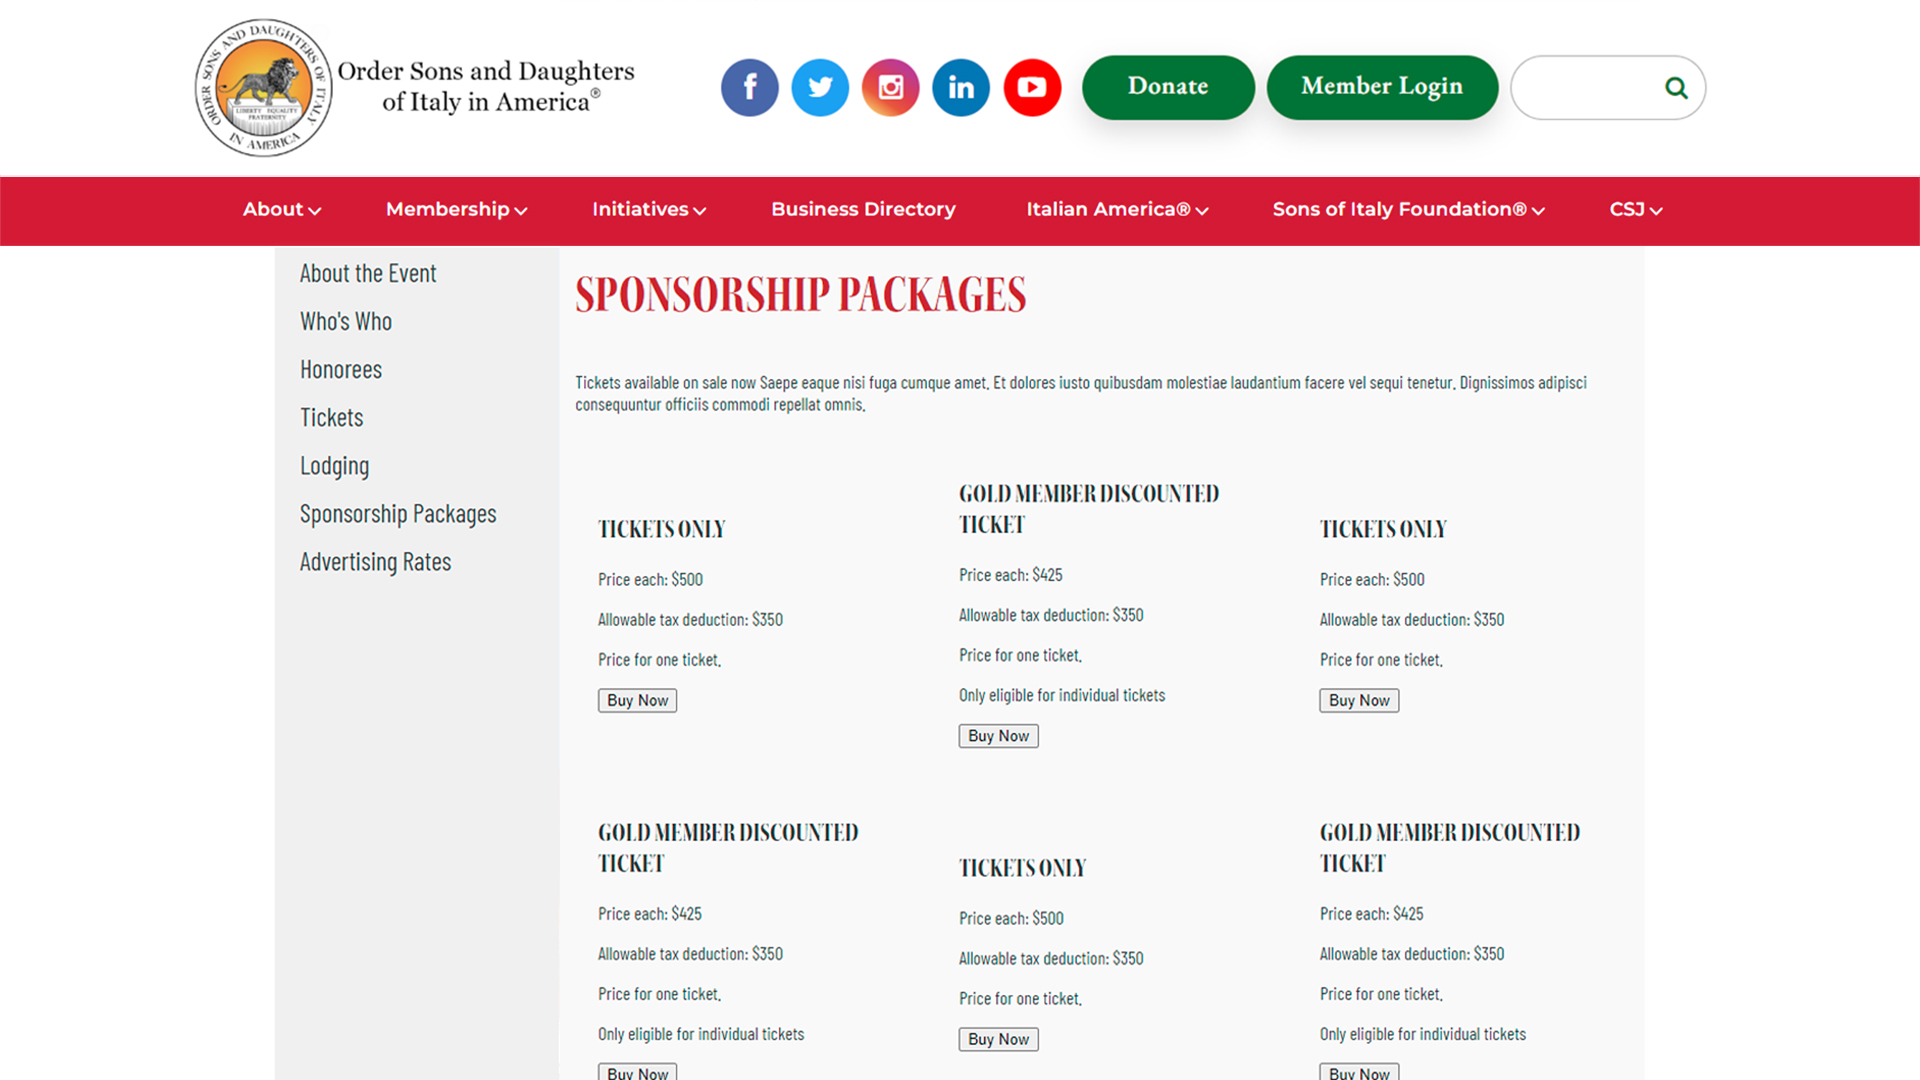 ORDER SONS AND DAUGHTERS OF ITALY
IN AMERICA
LIBERTY EQUALITY
FRATERNITY
Order Sons and Daughters
of Italy in America®
Donate
Member Login
About
Membership
Initiatives
Business Directory
Italian America®
Sons of Italy Foundation®
CSJ
About the Event
Who's Who
Honorees
Tickets
Lodging
Sponsorship Packages
Advertising Rates
SPONSORSHIP PACKAGES
Tickets available on sale now Saepe eaque nisi fuga cumque amet. Et dolores iusto quibusdam molestiae laudantium facere vel sequi tenetur. Dignissimos adipisci
consequuntur officiis commodi repellat omnis.
TICKETS ONLY
Price each: $500
Allowable tax deduction: $350
Price for one ticket.
Buy Now
GOLD MEMBER DISCOUNTED
TICKET
Price each: $425
Allowable tax deduction: $350
Price for one ticket.
Only eligible for individual tickets
Buy Now
TICKETS ONLY
Price each: $500
Allowable tax deduction: $350
Price for one ticket.
Buy Now
GOLD MEMBER DISCOUNTED
TICKET
Price each: $425
Allowable tax deduction: $350
Price for one ticket.
Only eligible for individual tickets
Buy Now
TICKETS ONLY
Price each: $500
Allowable tax deduction: $350
Price for one ticket.
Buy Now
GOLD MEMBER DISCOUNTED
TICKET
Price each: $425
Allowable tax deduction: $350
Price for one ticket.
Only eligible for individual tickets
Buy Now